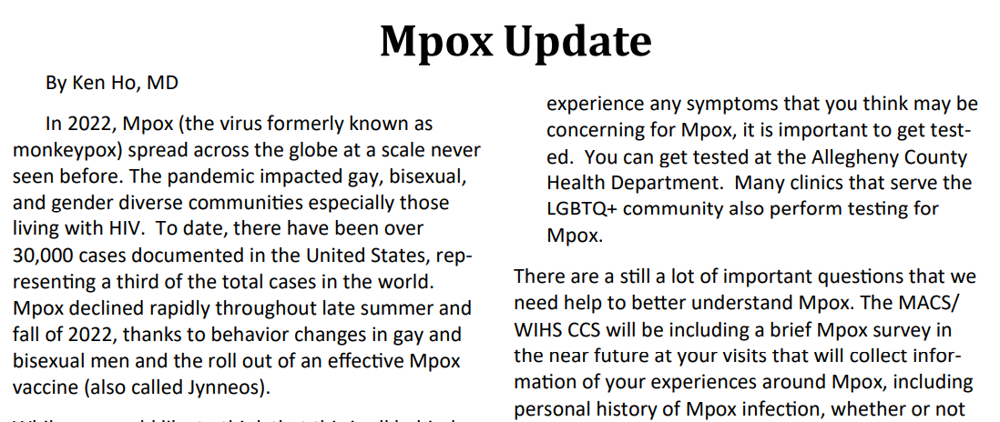 Mpox Update
By Ken Ho, MD
In 2022, Mpox (the virus formerly known as
monkeypox) spread across the globe at a scale never
seen before. The pandemic impacted gay, bisexual,
and gender diverse communities especially those
living with HIV.  To date, there have been over
30,000 cases documented in the United States, rep-
resenting a third of the total cases in the world.
Mpox declined rapidly throughout late summer and
fall of 2022, thanks to behavior changes in gay and
bisexual men and the roll out of an effective Mpox
vaccine (also called Jynneos).
experience any symptoms that you think may be
concerning for Mpox, it is important to get test-
ed.  You can get tested at the Allegheny County
Health Department.  Many clinics that serve the
LGBTQ+ community also perform testing for
Mpox.
There are a still a lot of important questions that we
need help to better understand Mpox. The MACS/
WIHS CCS will be including a brief Mpox survey in
the near future at your visits that will collect infor-
mation of your experiences around Mpox, including
personal history of Mpox infection, whether or not